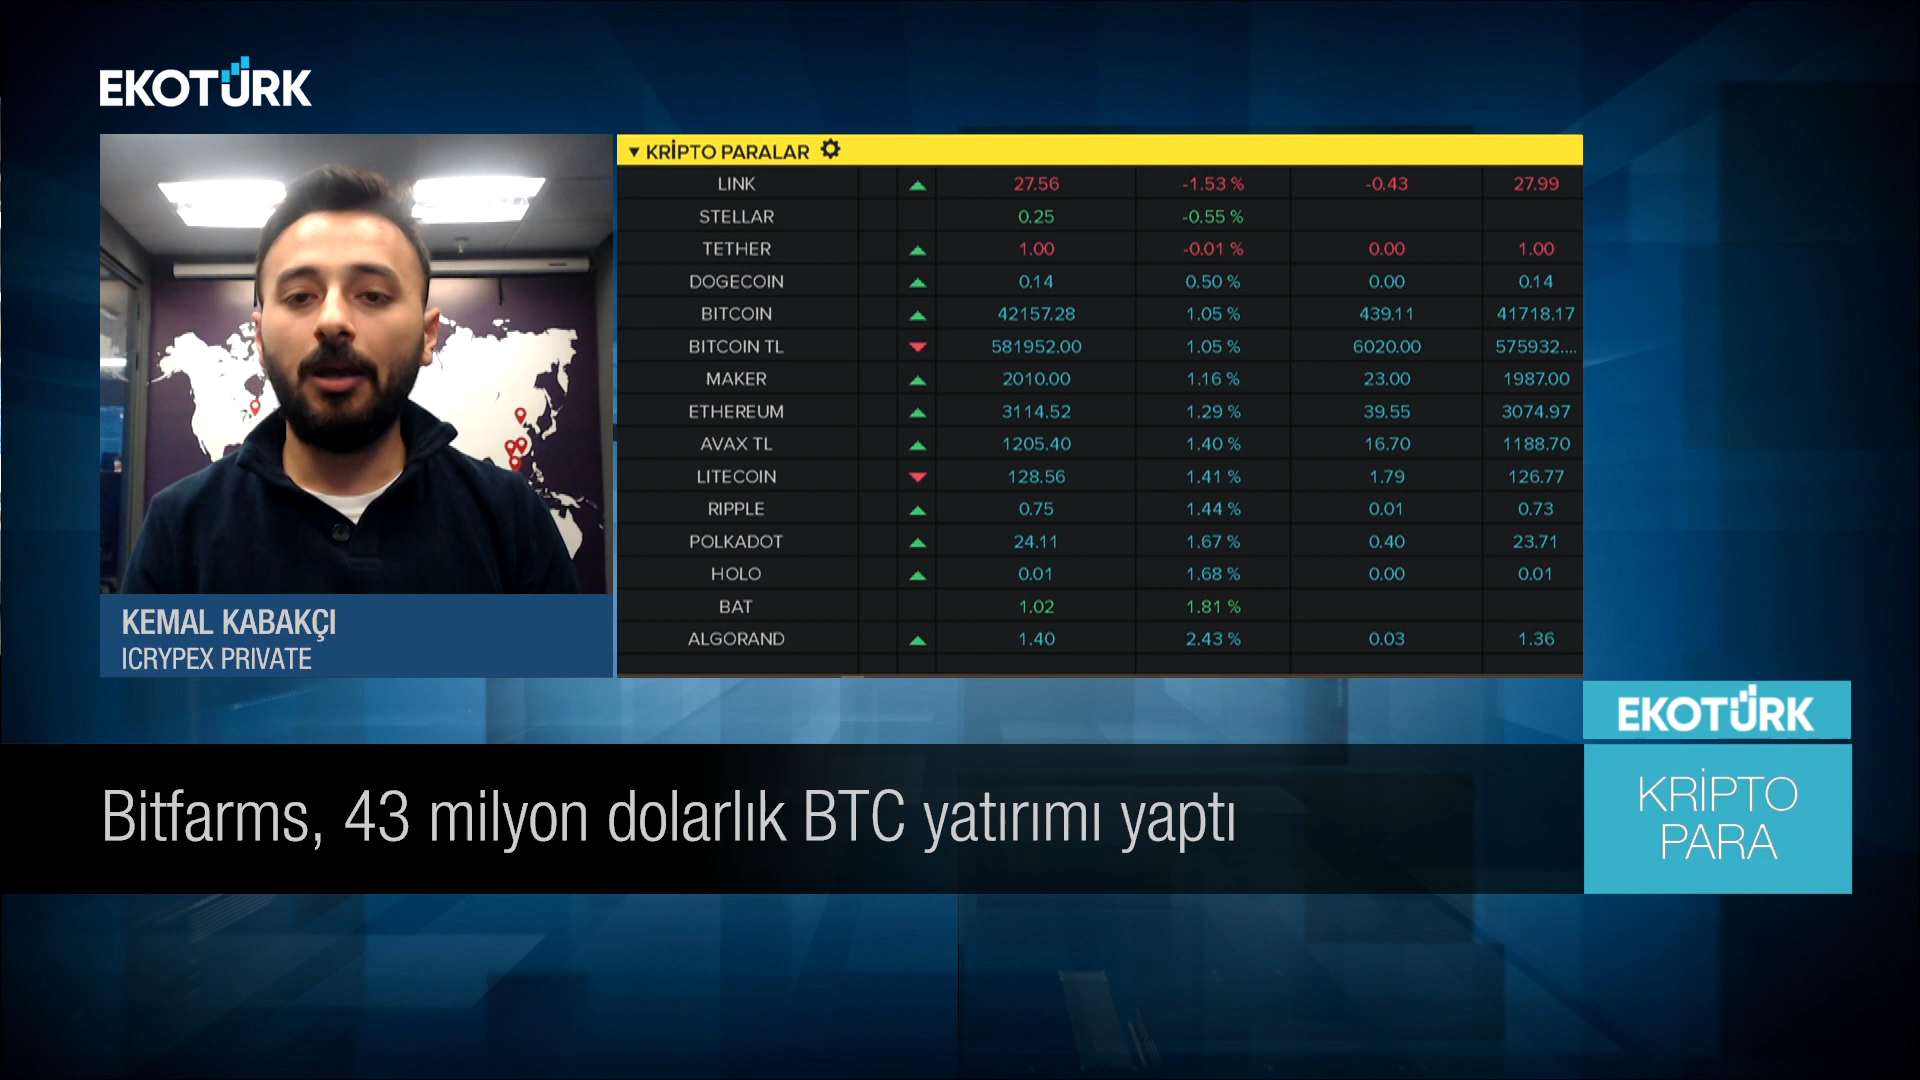 EKOTÜRK
KRİPTO PARALAR
LINK 27.56 -1.53 % -0.43 27.99
STELLAR 0.25 -0.55 %
TETHER 1.00 -0.01 % 0.00 1.00
DOGECOIN 0.14 0.50 % 0.00 0.14
BITCOIN 42157.28 1.05 % 439.11 41718.17
BITCOIN TL 581952.00 1.05 % 6020.00 575932....
MAKER 2010.00 1.16 % 23.00 1987.00
ETHEREUM 3114.52 1.29 % 39.55 3074.97
AVAX TL 1205.40 1.40 % 16.70 1188.70
LITECOIN 128.56 1.41 % 1.79 126.77
RIPPLE 0.75 1.44 % 0.01 0.73
POLKADOT 24.11 1.67 % 0.40 23.71
HOLO 0.01 1.68 % 0.00 0.01
BAT 1.02 1.81 %
ALGORAND 1.40 2.43 % 0.03 1.36
KEMAL KABAKÇI
ICRYPEX PRIVATE
EKOTÜRK
KRİPTO
PARA
Bitfarms, 43 milyon dolarlık BTC yatırımı yaptı